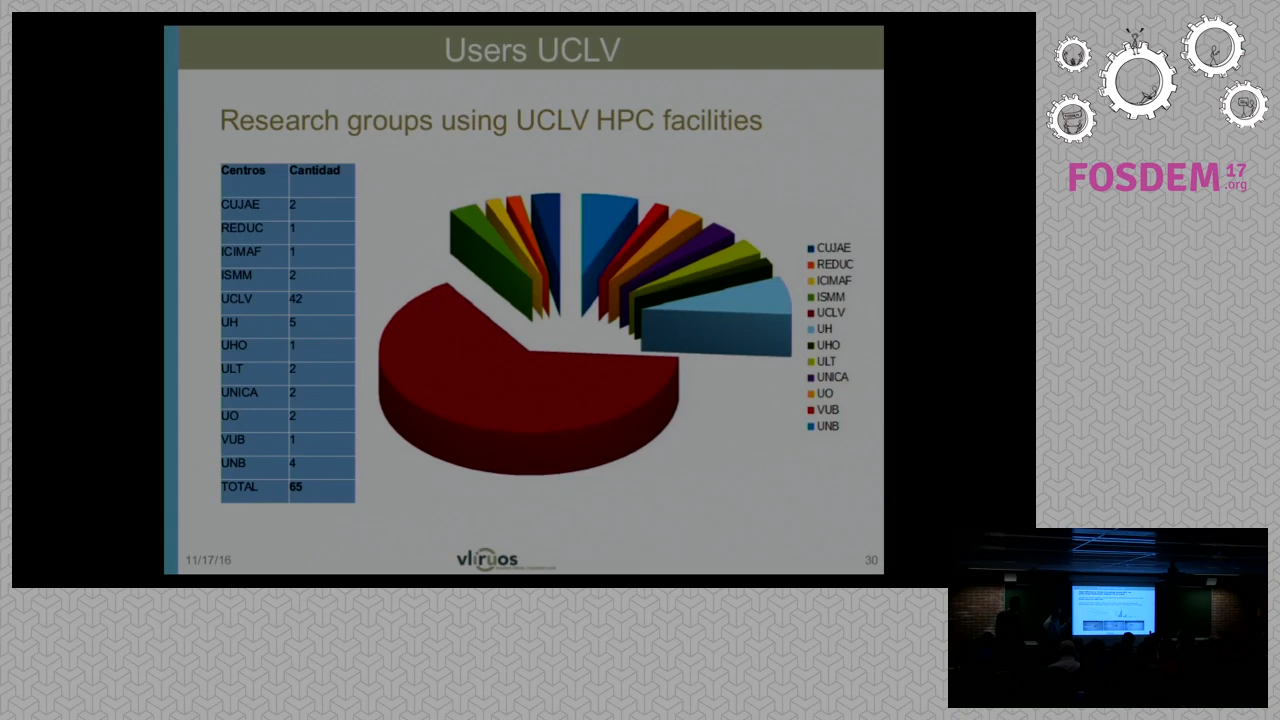 Users UCLV
Research groups using UCLV HPC facilities
Centros Cantidad
CUJAE 2
REDUC 1
ICIMAF 1
ISMM 2
UCLV 42
UH 5
UHO 1
ULT 2
UNICA 2
UO 2
VUB 1
UNB 4
TOTAL 65
CUJAE
REDUC
ICIMAF
ISMM
UCLV
UH
UHO
ULT
UNICA
UO
VUB
UNB
11/17/16
vliruos
30
FOSDEM 17
.org